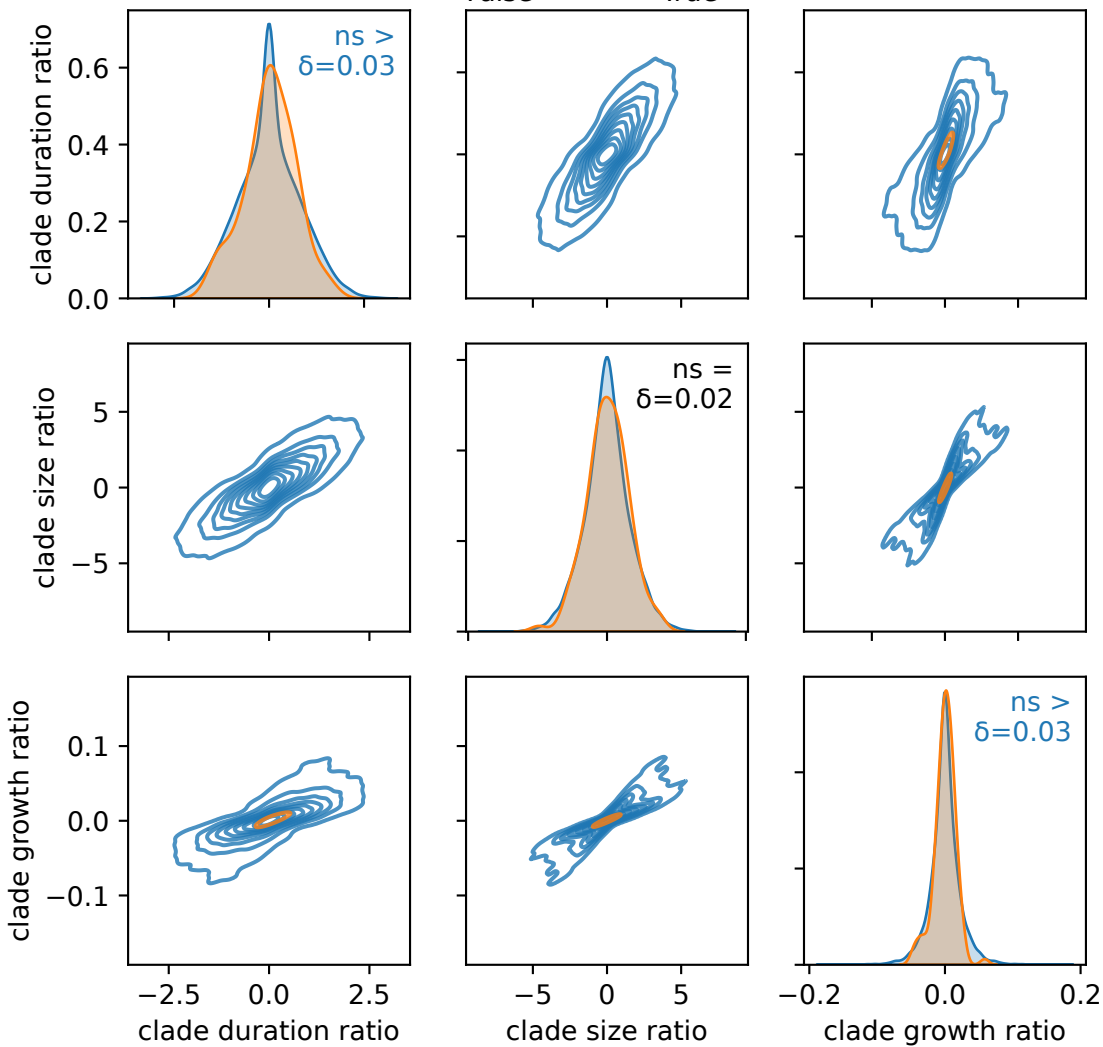 clade duration ratio
0.6
0.4
0.2
0.0
ns >
δ=0.03
clade size ratio
5
0
−5
ns =
δ=0.02
−5 0 5
clade growth ratio
0.1
0.0
−0.1
ns >
δ=0.03
−2.5 0.0 2.5
clade duration ratio
−5 0 5
clade size ratio
−0.2 0.0 0.2
clade growth ratio